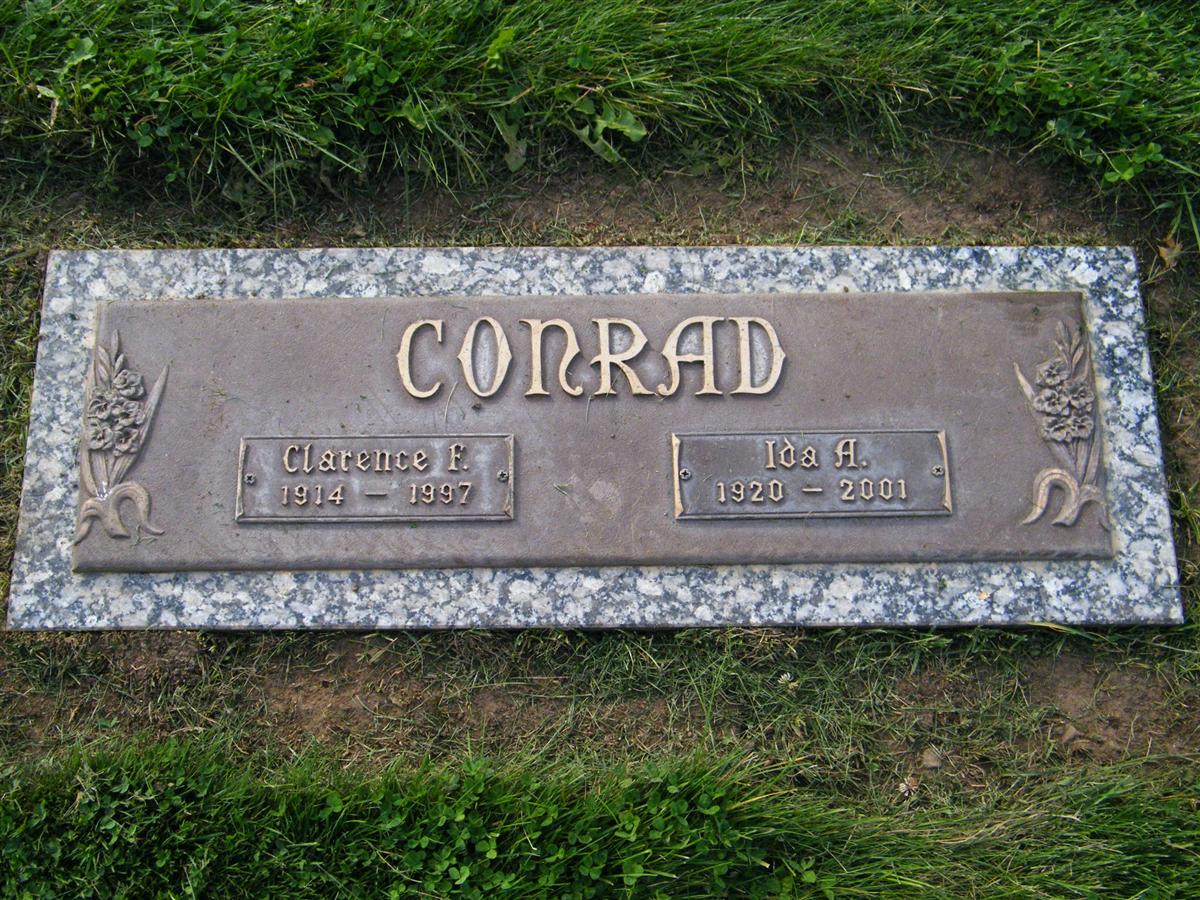 CONRAD
Clarence F.
1914 – 1997
Ida A.
1920 – 2001